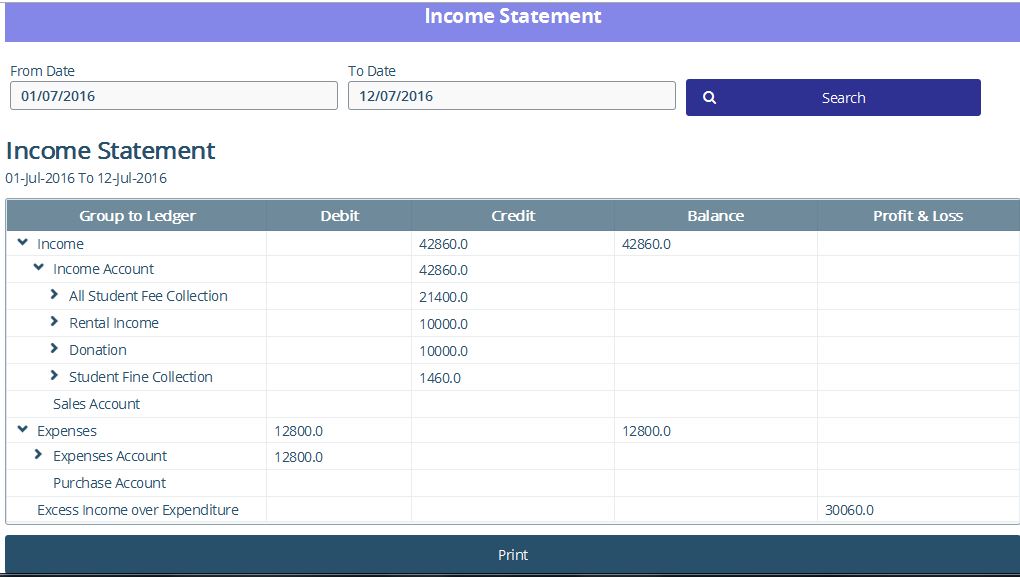 Income Statement
From Date To Date
01/07/2016 12/07/2016 Search
Income Statement
01-Jul-2016 To 12-Jul-2016
Group to Ledger Debit Credit Balance Profit & Loss
Income 42860.0 42860.0
Income Account 42860.0
All Student Fee Collection 21400.0
Rental Income 10000.0
Donation 10000.0
Student Fine Collection 1460.0
Sales Account
Expenses 12800.0 12800.0
Expenses Account 12800.0
Purchase Account
Excess Income over Expenditure 30060.0
Print